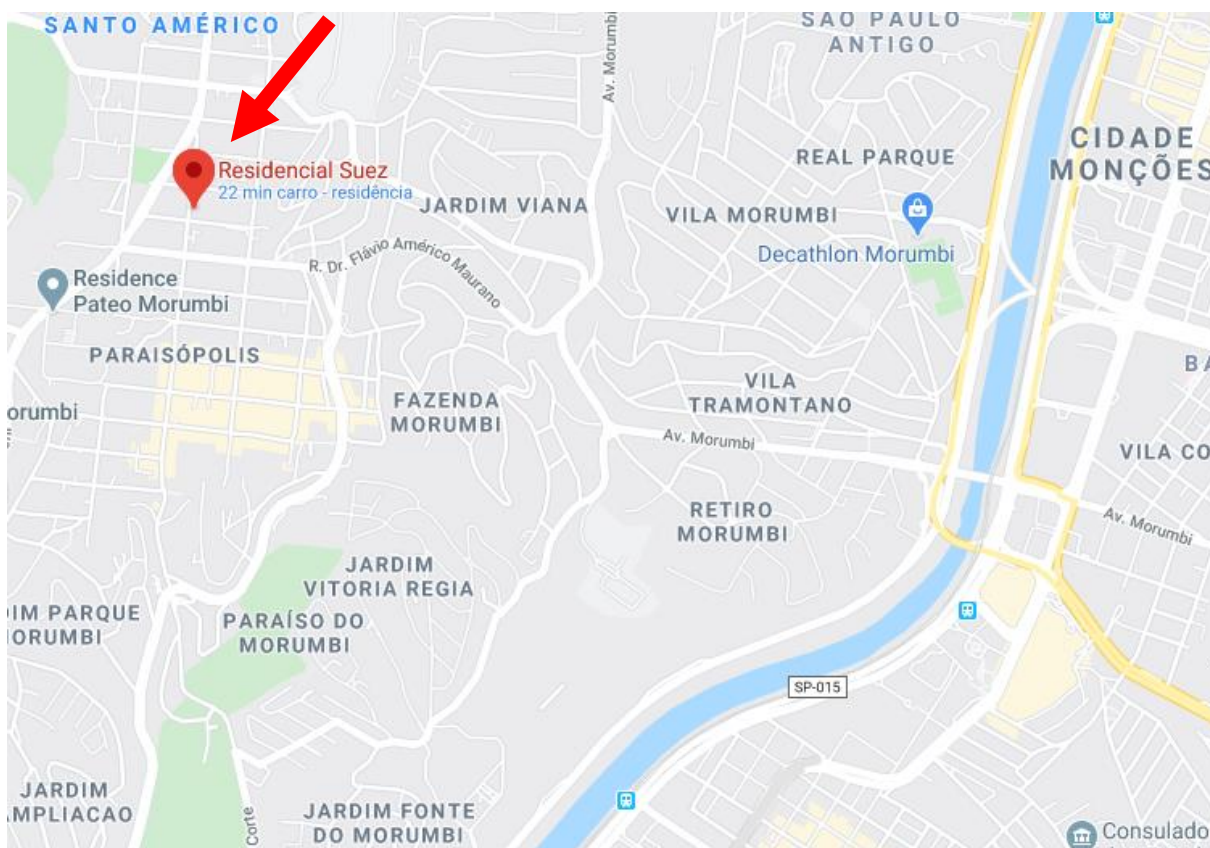 SANTO AMÉRICO
SAO PAULO
ANTIGO
Av. Morumbi
CIDADE
MONÇÕES
REAL PARQUE
Residencial Suez
22 min carro - residência
JARDIM VIANA
VILA MORUMBI
Decathlon Morumbi
R. Dr. Flávio Américo Maurano
Residence
Pateo Morumbi
PARAISÓPOLIS
BA
VILA
TRAMONTANO
FAZENDA
MORUMBI
orumbi
Av. Morumbi
VILA CO
RETIRO
MORUMBI
Av. Morumbi
JARDIM
VITORIA REGIA
DIM PARQUE
MORUMBI
PARAÍSO DO
MORUMBI
SP-015
JARDIM
AMPLIACAO
JARDIM FONTE
DO MORUMBI
Corte
Consulado